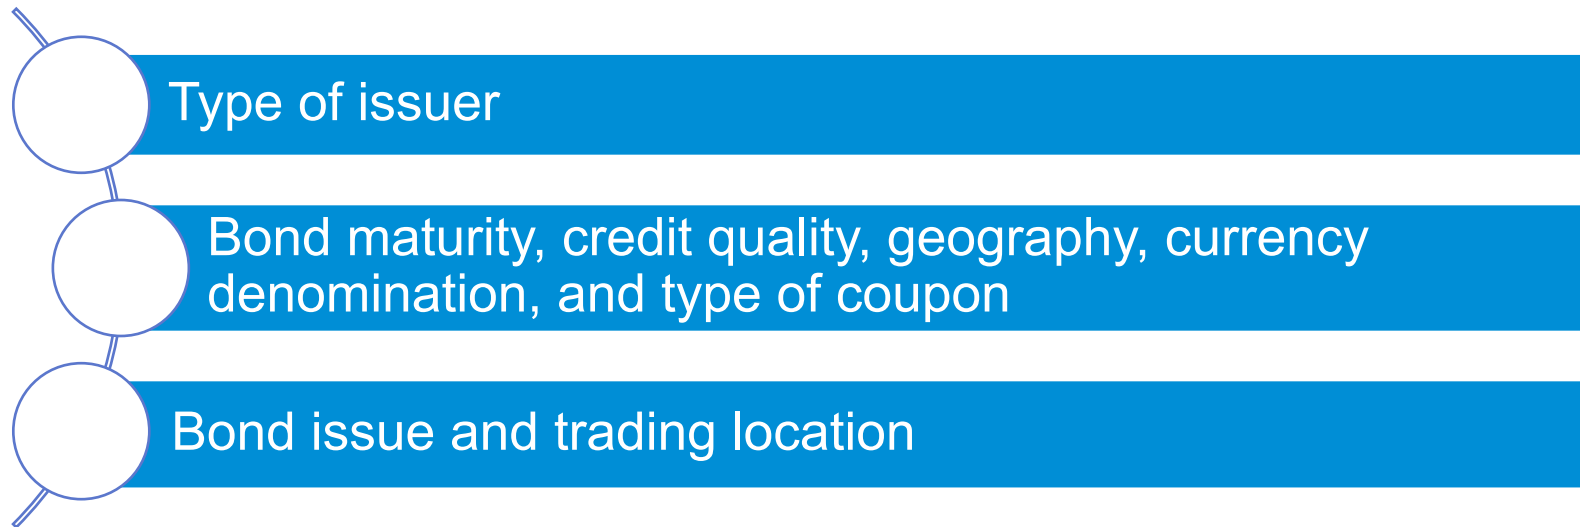 Type of issuer
Bond maturity, credit quality, geography, currency
denomination, and type of coupon
Bond issue and trading location